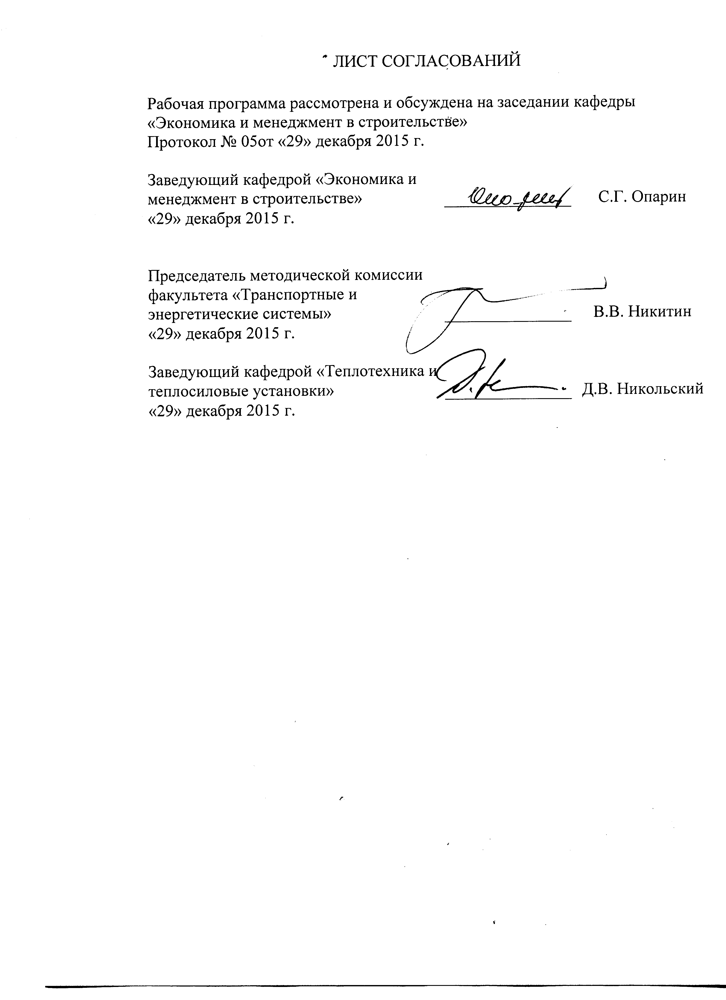 ЛИСТ СОГЛАСОВАНИЙ
Рабочая программа рассмотрена и обсуждена на заседании кафедры
«Экономика и менеджмент в строительстве»
Протокол № 05от «29» декабря 2015 г.
Заведующий кафедрой «Экономика и
менеджмент в строительстве»
С.Г. Опарин
«29» декабря 2015 г.
Председатель методической комиссии
факультета «Транспортные и
энергетические системы»
В.В. Никитин
«29» декабря 2015 г.
Заведующий кафедрой «Теплотехника и
теплосиловые установки»
Д.В. Никольский
«29» декабря 2015 г.